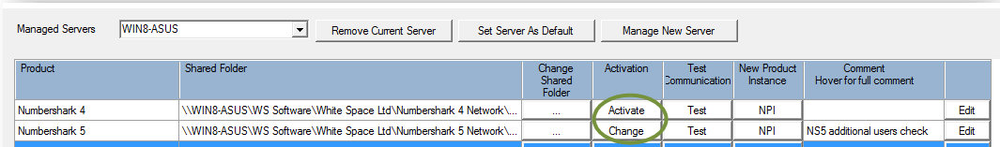 Managed Servers WIN8-ASUS Remove Current Server Set Server As Default Manage New Server
Product Shared Folder Change Shared Folder Activation Test Communication New Product Instance Comment Hover for full comment
Numbershark 4 \\WIN8-ASUS\WS Software\White Space Ltd\Numbershark 4 Network\... ... Activate Test NPI Edit
Numbershark 5 \\WIN8-ASUS\WS Software\White Space Ltd\Numbershark 5 Network\... ... Change Test NPI NS5 additional users check Edit